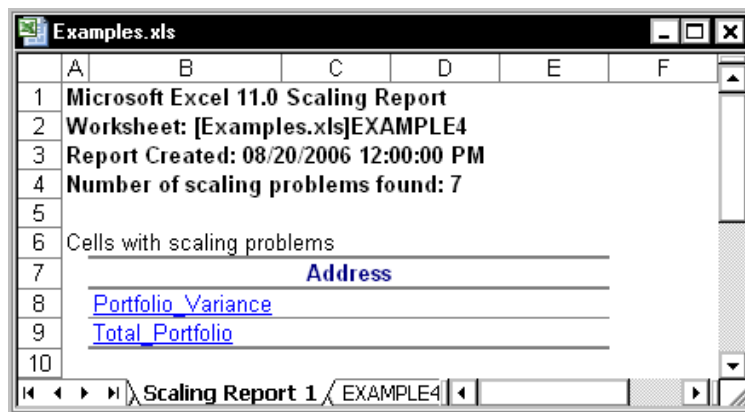 Examples.xls
A B C D E F
1 Microsoft Excel 11.0 Scaling Report
2 Worksheet: [Examples.xls]EXAMPLE4
3 Report Created: 08/20/2006 12:00:00 PM
4 Number of scaling problems found: 7
5
6 Cells with scaling problems
7 Address
8 Portfolio_Variance
9 Total_Portfolio
10
Scaling Report 1 / EXAMPLE4